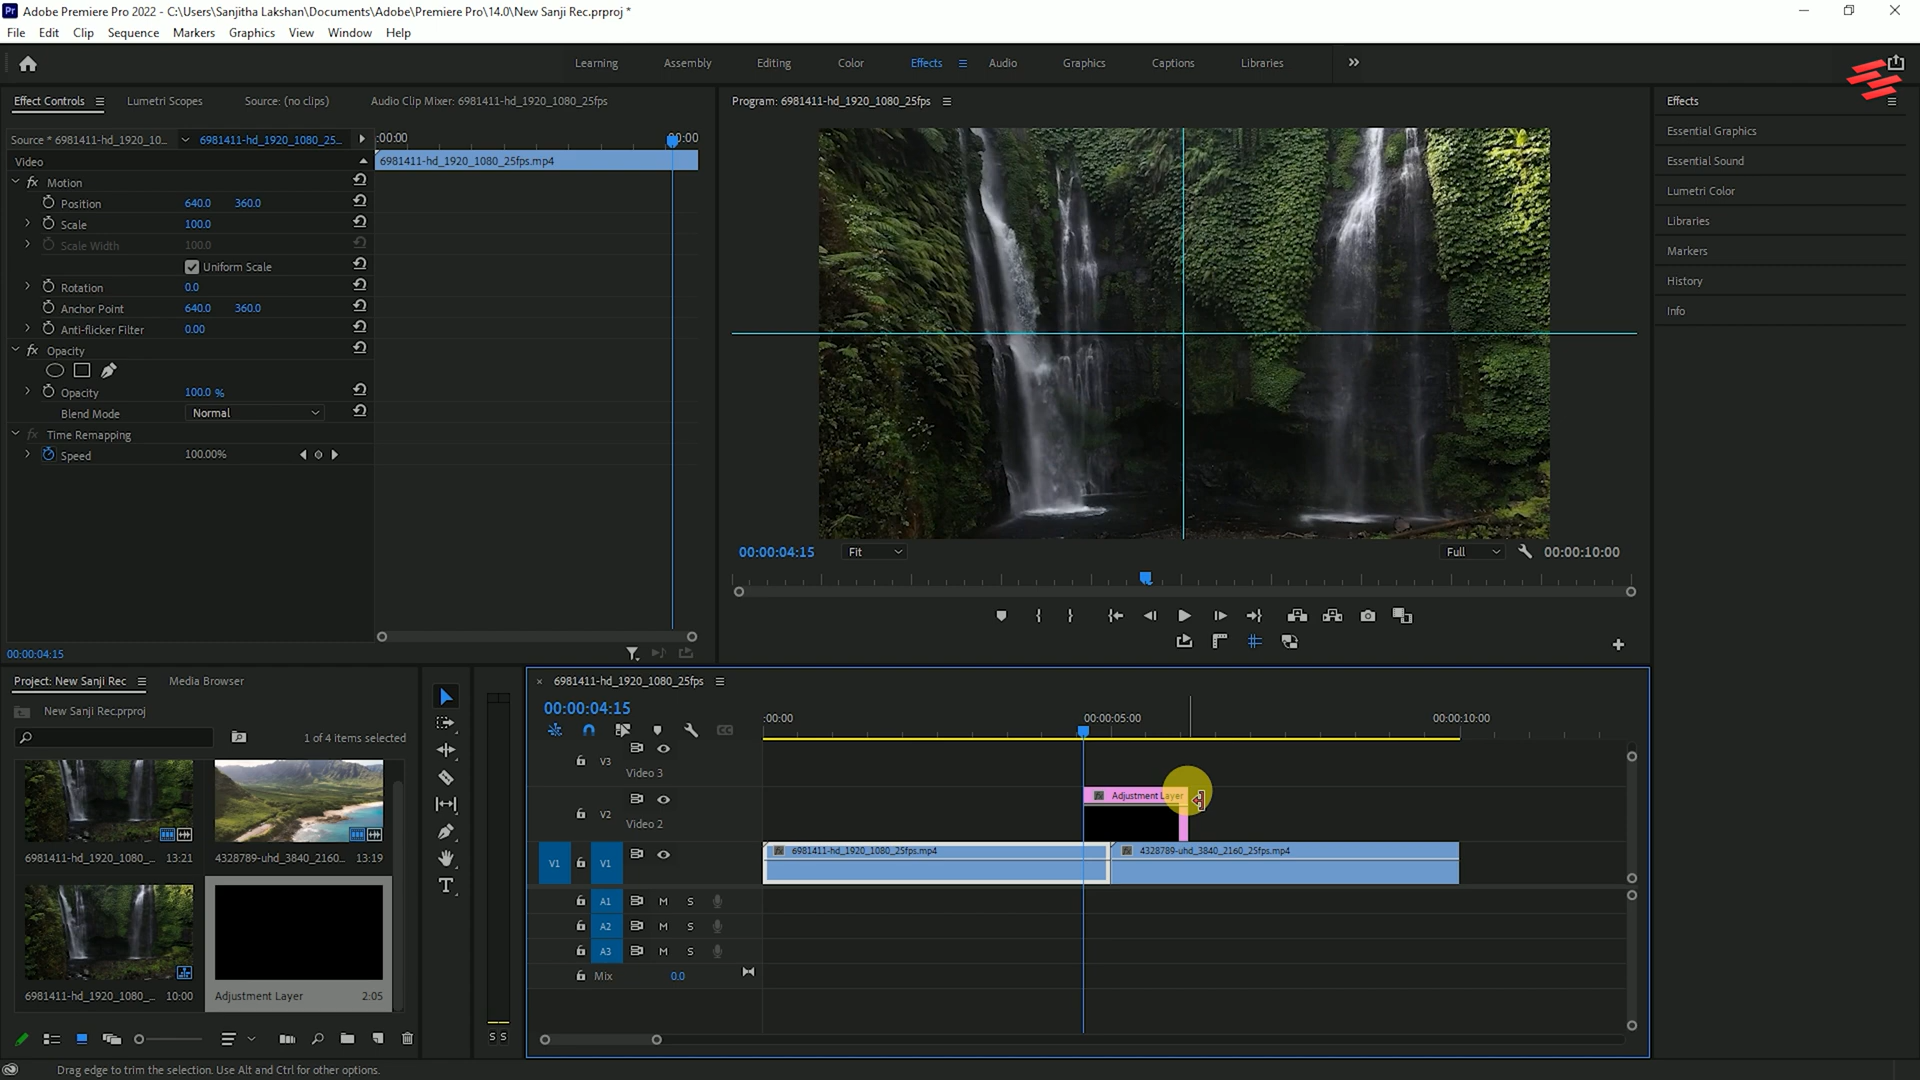 Pr Adobe Premiere Pro 2022 - C:\Users\Sanjitha Lakshan\Documents\Adobe\Premiere Pro\14.0\New Sanji Rec.prproj *
File Edit Clip Sequence Markers Graphics View Window Help
Learning Assembly Editing Color Effects Audio Graphics Captions Libraries
Effect Controls Lumetri Scopes Source: (no clips) Audio Clip Mixer: 6981411-hd_1920_1080_25fps
Source * 6981411-hd_1920_10... 6981411-hd_1920_1080_25... :00:00 00:00
Video
6981411-hd_1920_1080_25fps.mp4
fx Motion
Position 640.0 360.0
Scale 100.0
Scale Width 100.0
Uniform Scale
Rotation 0.0
Anchor Point 640.0 360.0
Anti-flicker Filter 0.00
fx Opacity
Opacity 100.0 %
Blend Mode Normal
fx Time Remapping
Speed 100.00%
00:00:04:15
Program: 6981411-hd_1920_1080_25fps
00:00:04:15 Fit Full 00:00:10:00
Effects
Essential Graphics
Essential Sound
Lumetri Color
Libraries
Markers
History
Info
Project: New Sanji Rec Media Browser
New Sanji Rec.prproj
1 of 4 items selected
6981411-hd_1920_1080_... 13:21
4328789-uhd_3840_2160... 13:19
6981411-hd_1920_1080_... 10:00
Adjustment Layer 2:05
S S
× 6981411-hd_1920_1080_25fps
00:00:04:15
:00:00 00:00:05:00 00:00:10:00
V3 Video 3
V2 Video 2
Adjustment Layer
V1 V1
6981411-hd_1920_1080_25fps.mp4
4328789-uhd_3840_2160_25fps.mp4
A1 M S
A2 M S
A3 M S
Mix 0.0
Drag edge to trim the selection. Use Alt and Ctrl for other options.